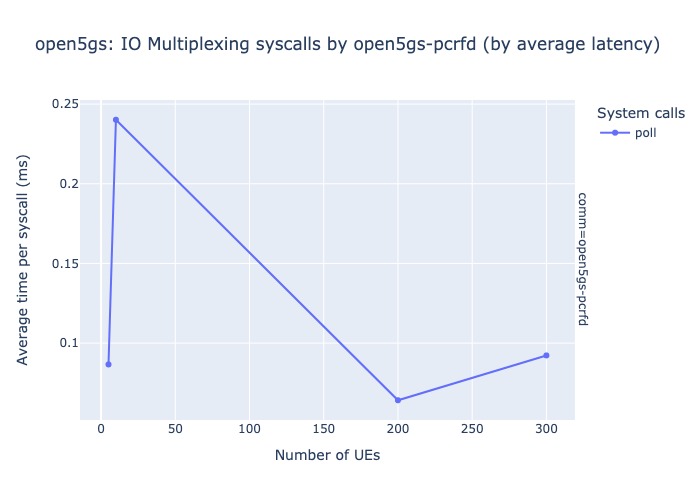 open5gs: IO Multiplexing syscalls by open5gs-pcrfd (by average latency)
System calls
poll
Average time per syscall (ms)
0.25
0.2
0.15
0.1
comm=open5gs-pcrfd
0 50 100 150 200 250 300
Number of UEs